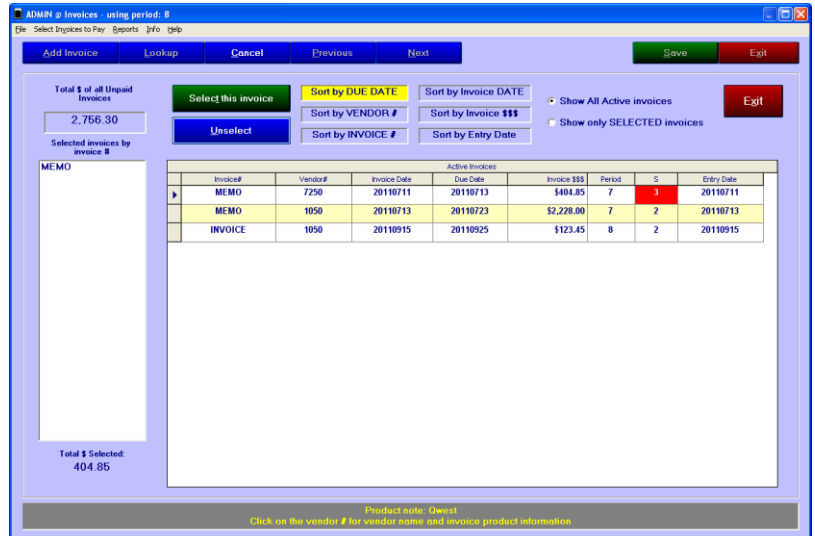 ADMIN @ Invoices - using period: 8
File Select Invoices to Pay Reports Info Help
Add Invoice Lookup Cancel Previous Next Save Exit
Total $ of all Unpaid
Invoices
2,756.30
Selected invoices by
invoice #
MEMO
Total $ Selected:
404.85
Select this invoice
Unselect
Sort by DUE DATE Sort by Invoice DATE
Sort by VENDOR # Sort by Invoice $$$
Sort by INVOICE # Sort by Entry Date
Show All Active invoices
Show only SELECTED invoices
Exit
Active Invoices
Invoice# Vendor# Invoice Date Due Date Invoice $$$ Period S Entry Date
MEMO 7250 20110711 20110713 $404.85 7 3 20110711
MEMO 1050 20110713 20110723 $2,228.00 7 2 20110713
INVOICE 1050 20110915 20110925 $123.45 8 2 20110915
Product note: Qwest
Click on the vendor # for vendor name and invoice product information